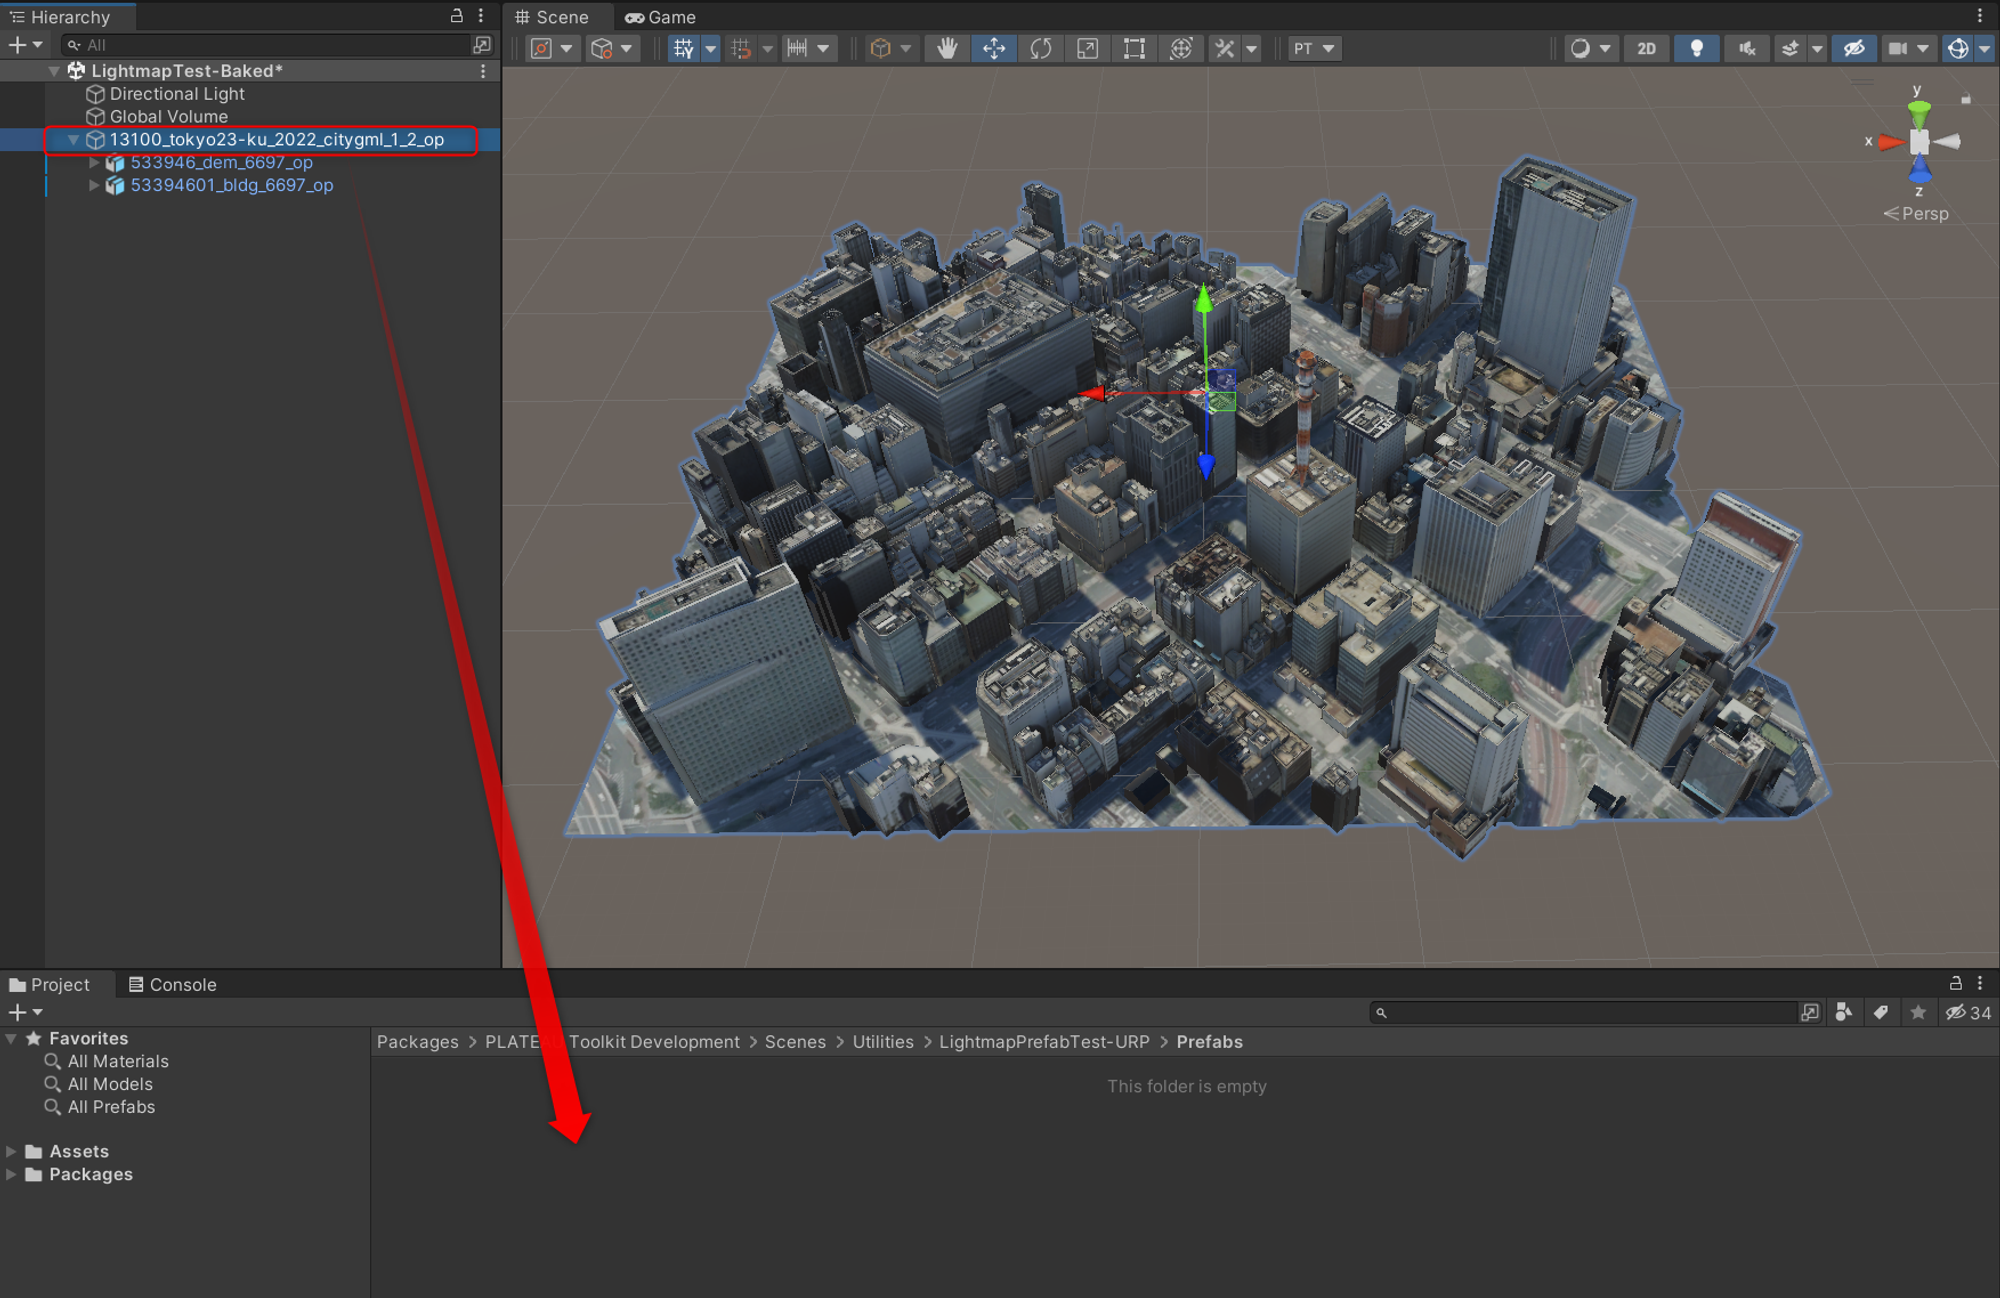 Hierarchy
All
LightmapTest-Baked*
Directional Light
Global Volume
13100_tokyo23-ku_2022_citygml_1_2_op
533946_dem_6697_op
53394601_bldg_6697_op
Scene
Game
PT
2D
y
x
z
Persp
Project
Console
34
Favorites
All Materials
All Models
All Prefabs
Assets
Packages
Packages > PLATEA Toolkit Development > Scenes > Utilities > LightmapPrefabTest-URP > Prefabs
This folder is empty